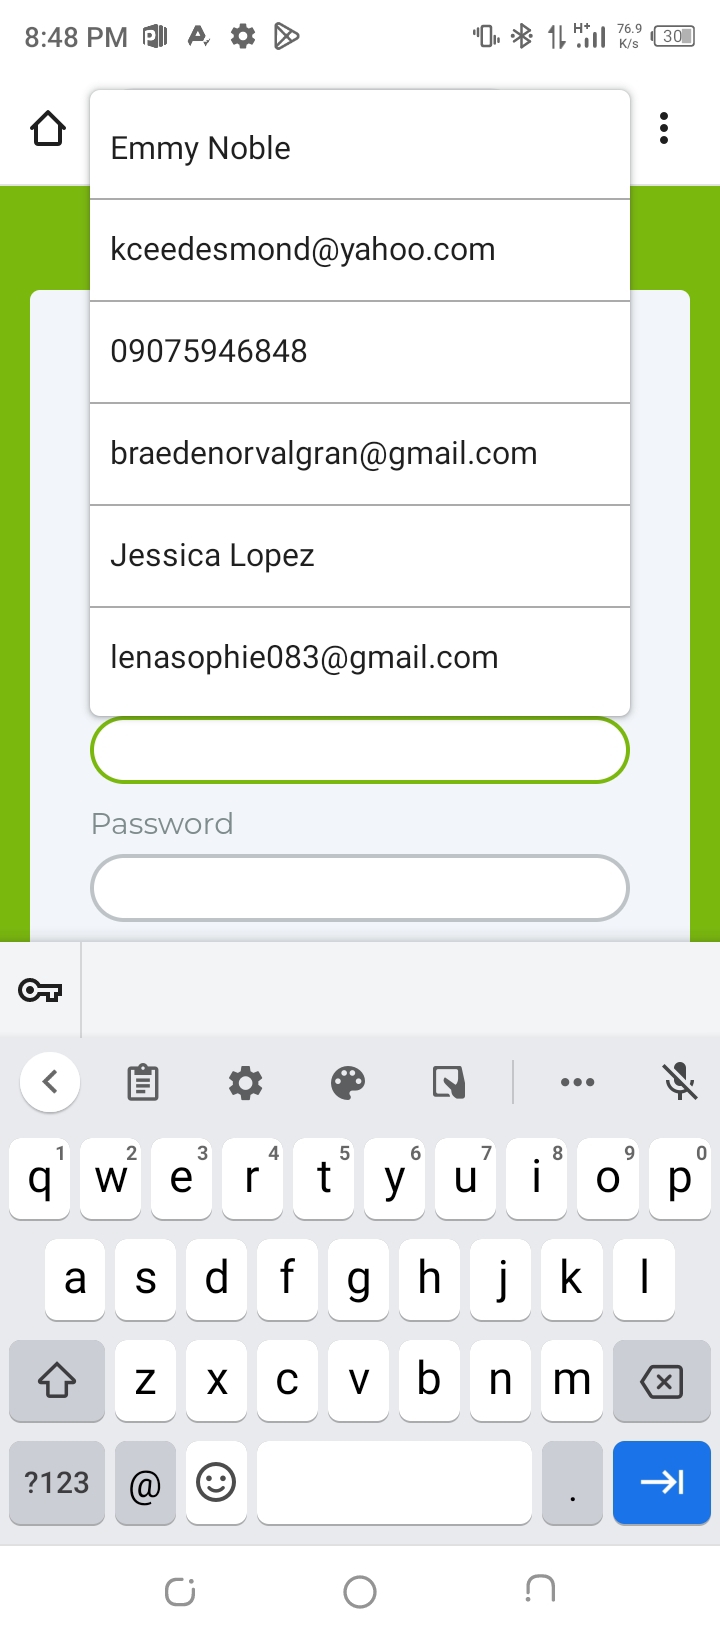 8:48 PM
H+
76.9
K/s
30
Emmy Noble
kceedesmond@yahoo.com
09075946848
braedenorvalgran@gmail.com
Jessica Lopez
lenasophie083@gmail.com
Password
q1 w2 e3 r4 t5 y6 u7 i8 o9 p0
a s d f g h j k l
z x c v b n m
?123 @ .